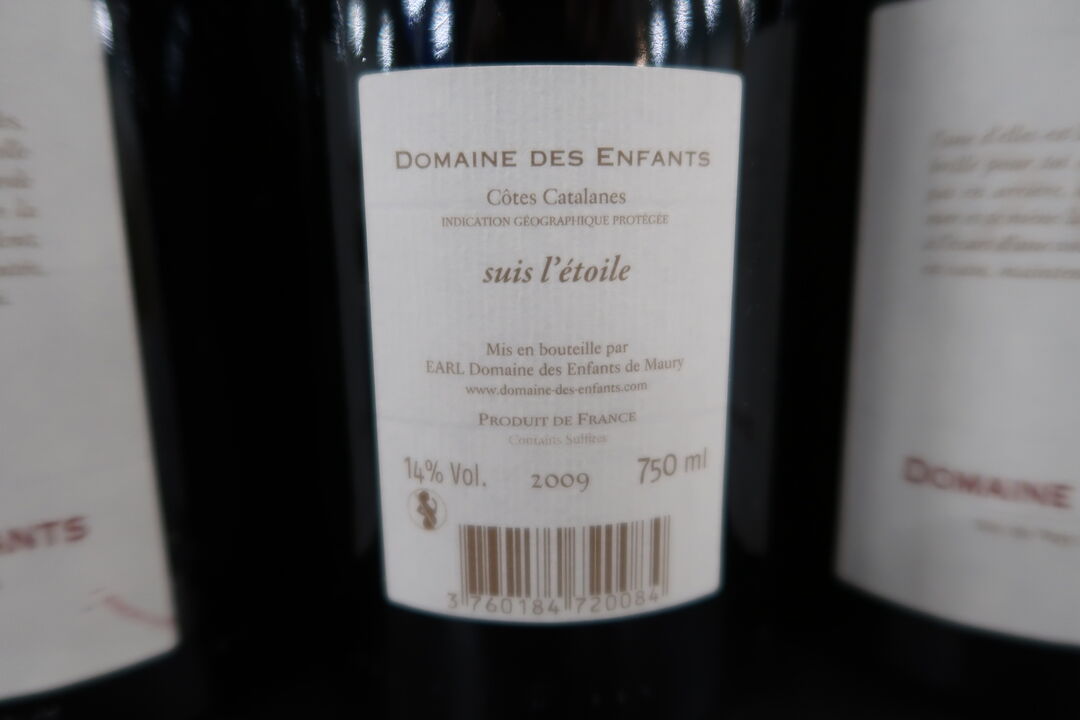 DOMAINE DES ENFANTS
Côtes Catalanes
INDICATION GÉOGRAPHIQUE PROTÉGÉE
suis l'étoile
Mis en bouteille par
EARL Domaine des Enfants de Maury
www.domaine-des-enfants.com
PRODUIT DE FRANCE
Contains Sulfites
14% Vol. 2009 750 ml
3 760184 720084
ANTS
DOMAINE